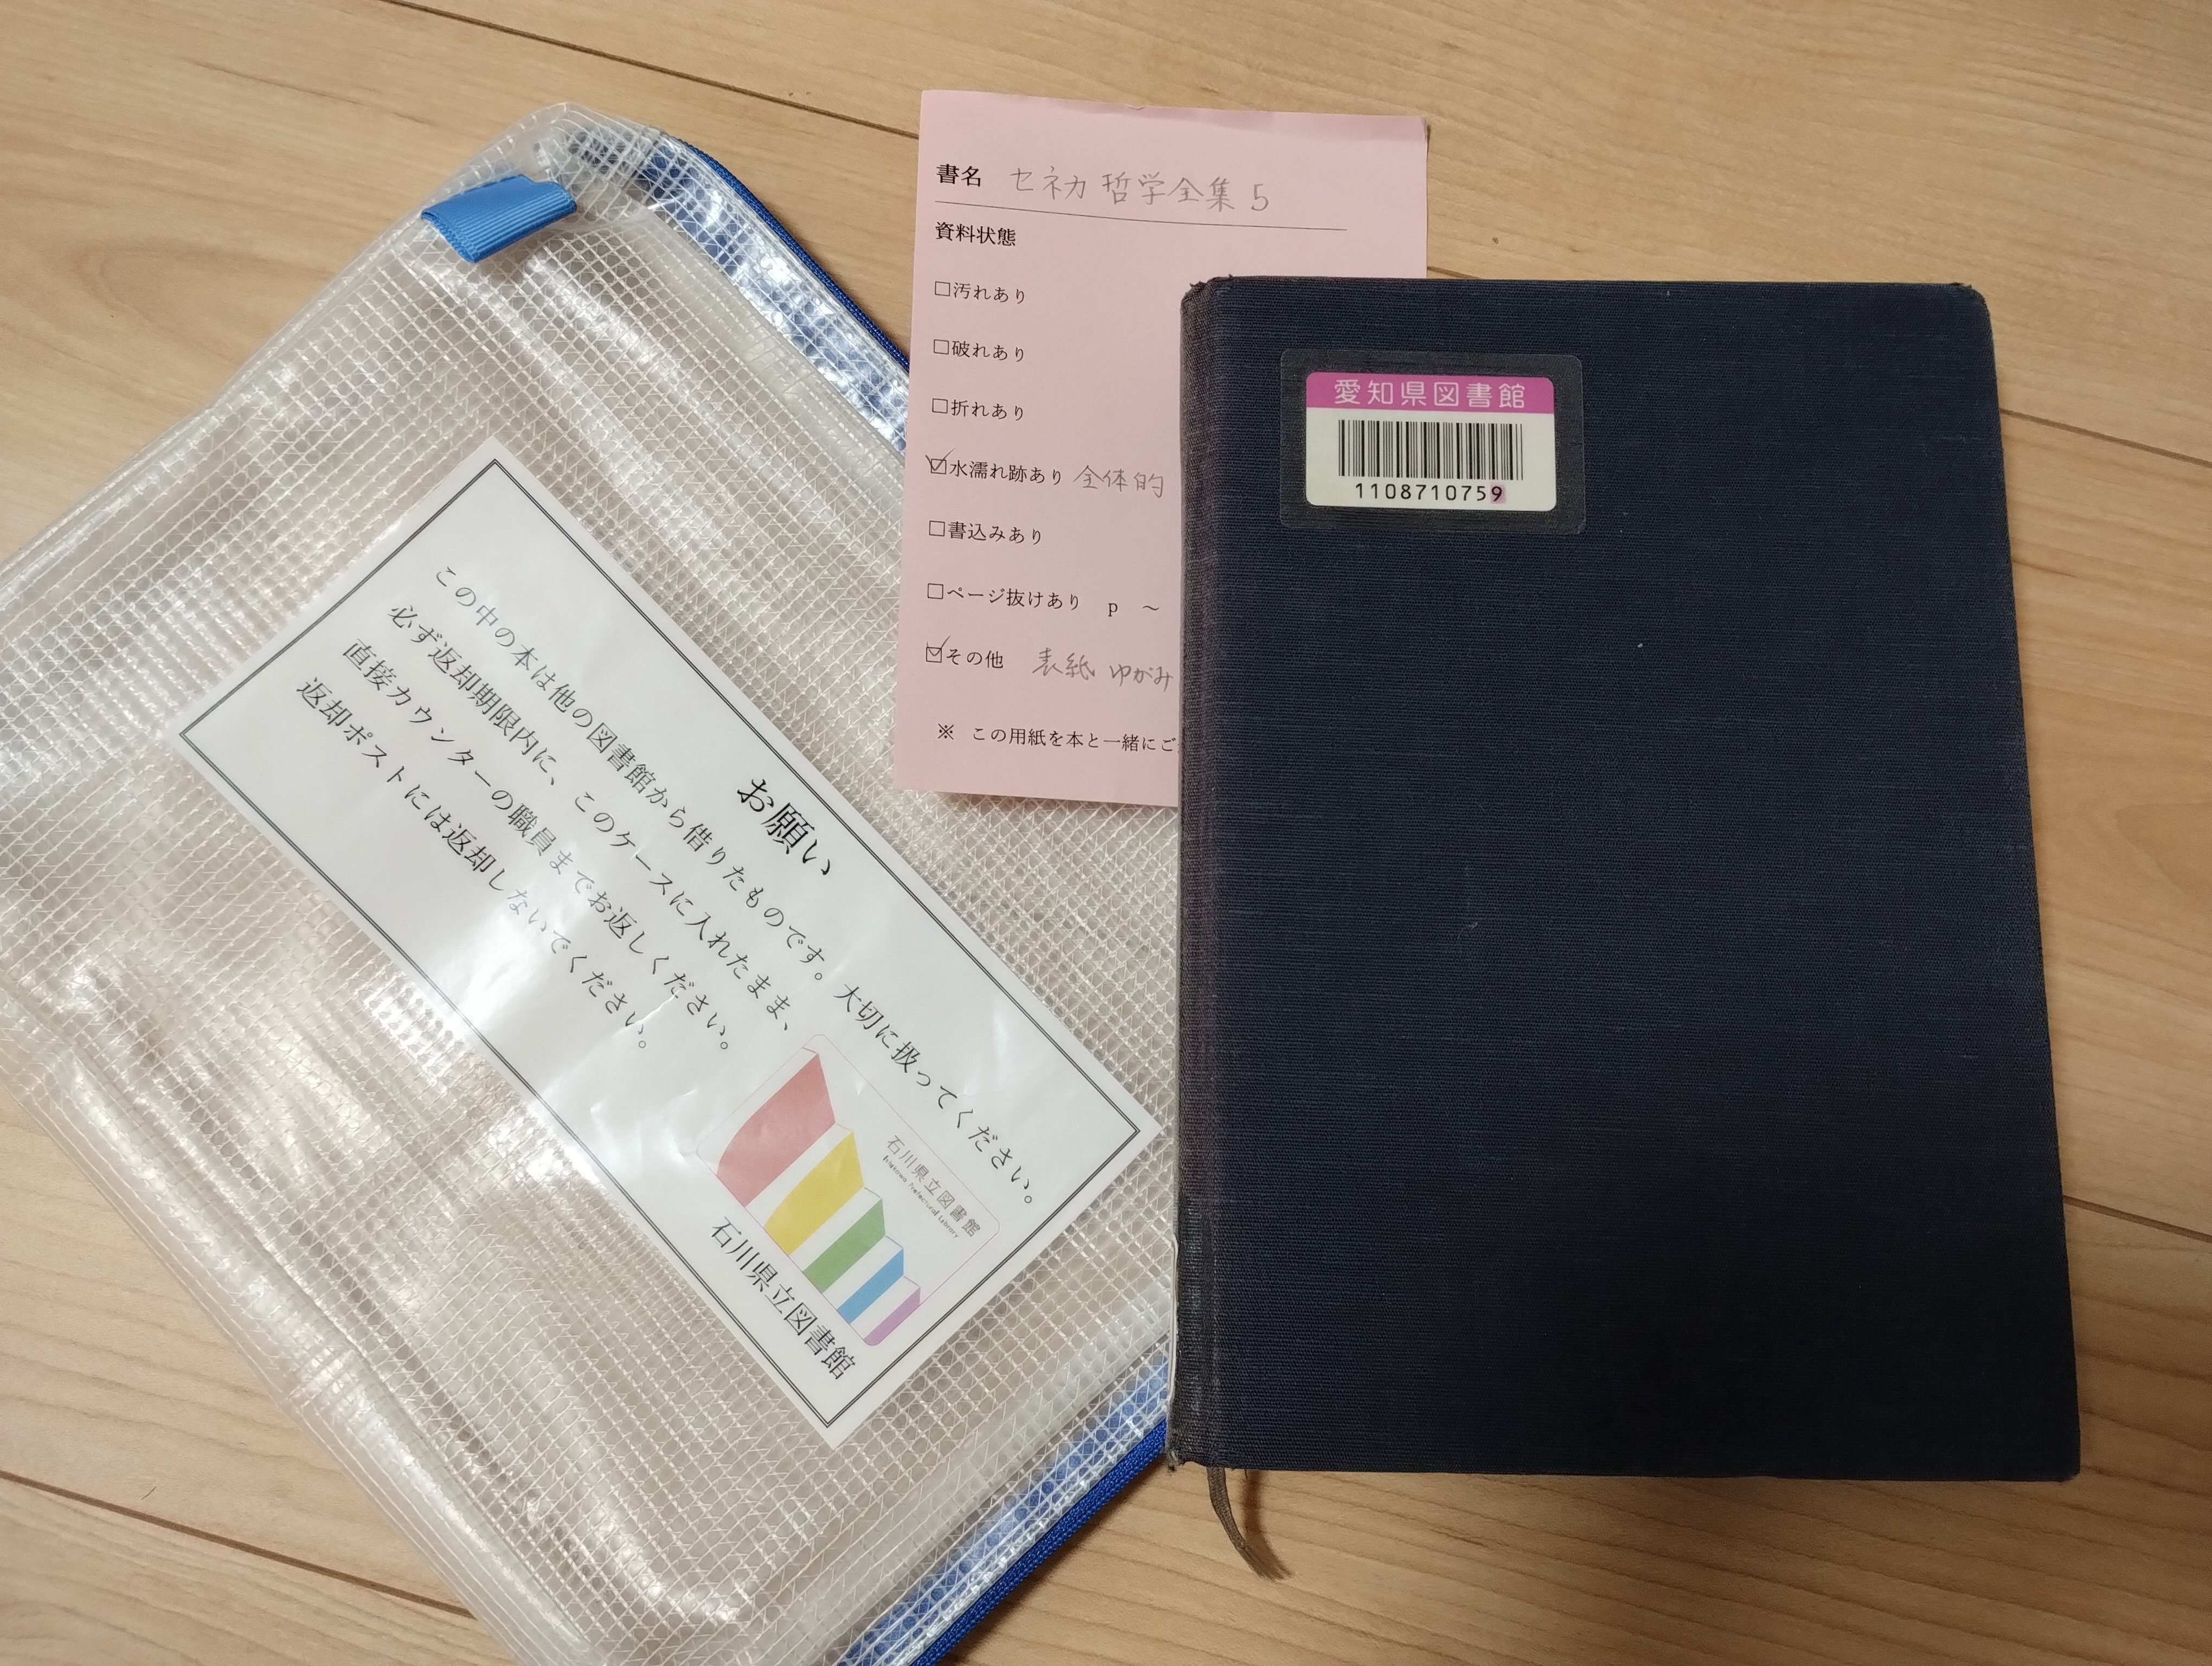 お願い
この中の本は他の図書館から借りたものです。大切に扱ってください。
必ず返却期限内に、このケースに入れたまま、
直接カウンターの職員までお返しください。
返却ポストには返却しないでください。
石川県立図書館
Ishikawa Prefectural Library
石川県立図書館
書名 セネカ 哲学全集 5
資料状態
□汚れあり
□破れあり
□折れあり
☑水濡れ跡あり 全体的
□書込みあり
□ページ抜けあり p ～
☑その他 表紙 ゆがみ
※ この用紙を本と一緒にご
愛知県図書館
1108710759